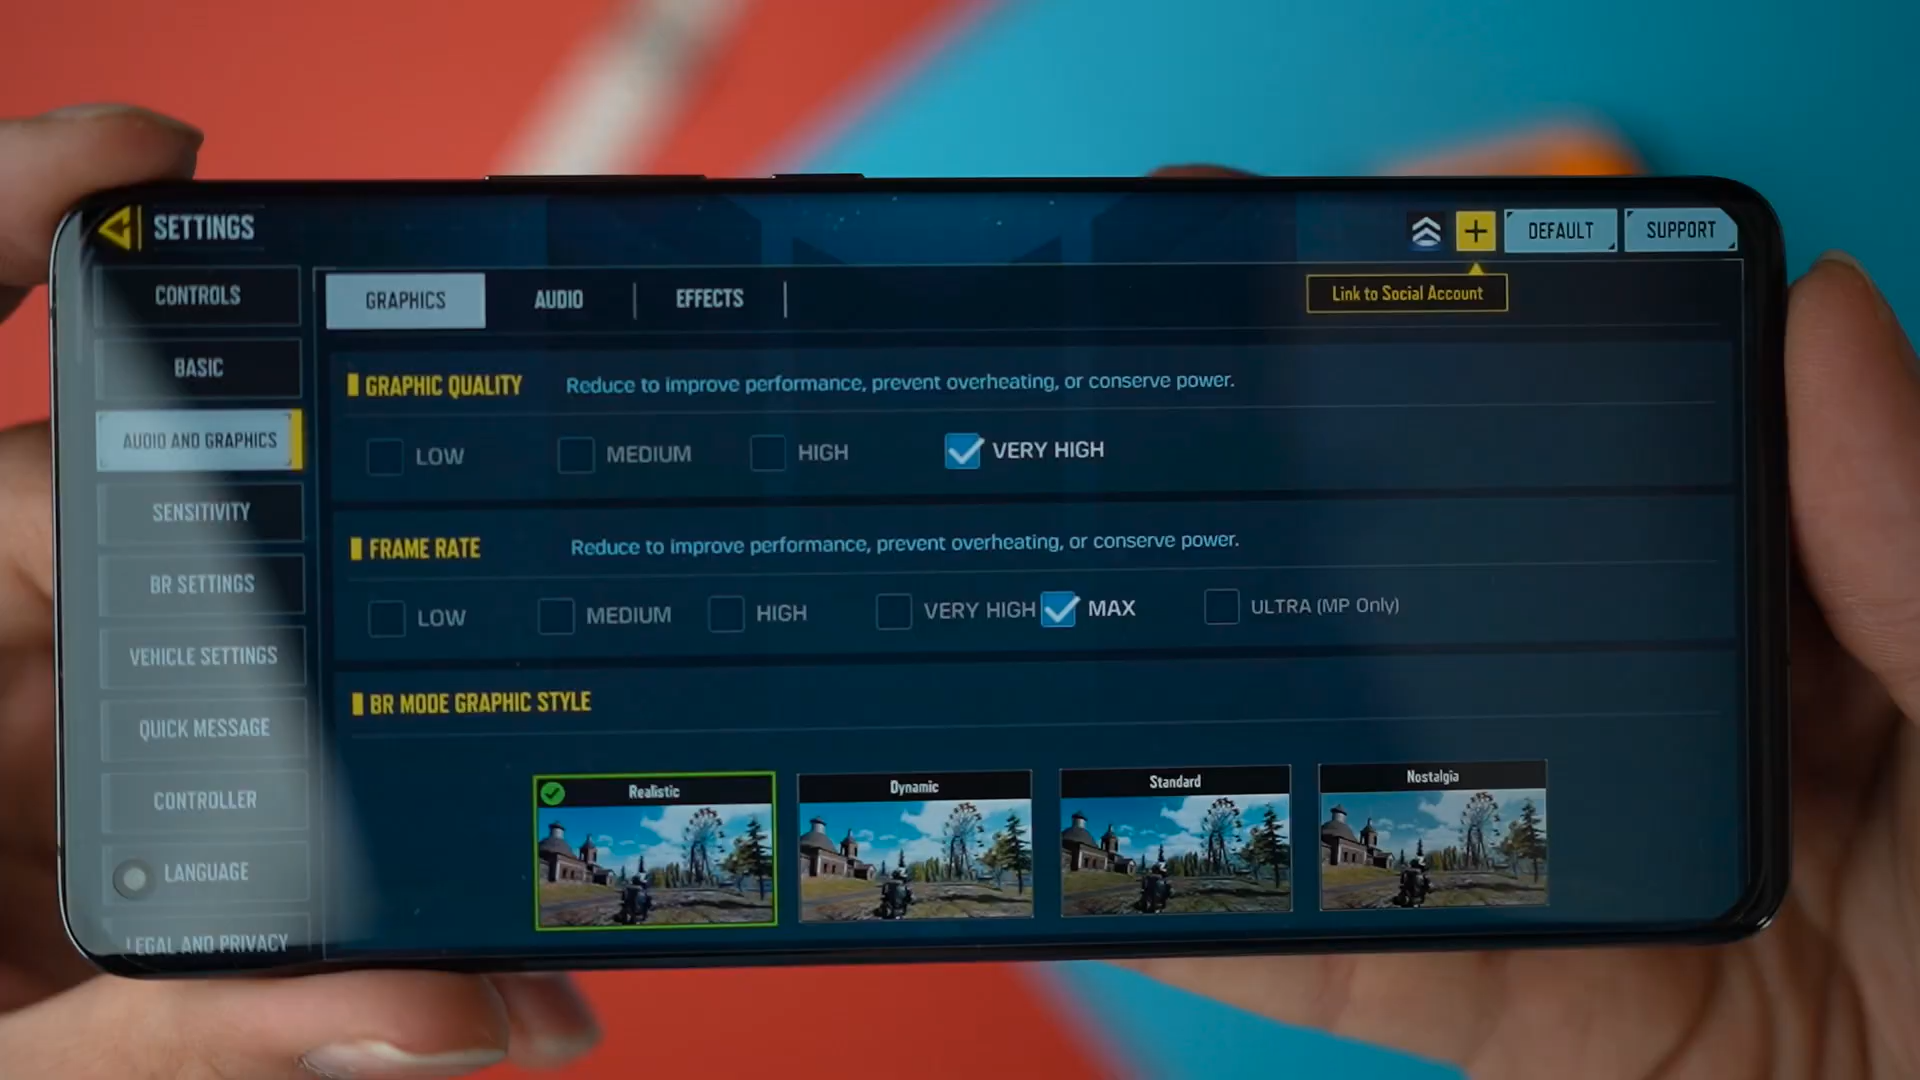 SETTINGS
DEFAULT
SUPPORT
Link to Social Account
CONTROLS
BASIC
AUDIO AND GRAPHICS
SENSITIVITY
BR SETTINGS
VEHICLE SETTINGS
QUICK MESSAGE
CONTROLLER
LANGUAGE
LEGAL AND PRIVACY
GRAPHICS
AUDIO
EFFECTS
GRAPHIC QUALITY
Reduce to improve performance, prevent overheating, or conserve power.
LOW
MEDIUM
HIGH
VERY HIGH
FRAME RATE
Reduce to improve performance, prevent overheating, or conserve power.
LOW
MEDIUM
HIGH
VERY HIGH
MAX
ULTRA (MP Only)
BR MODE GRAPHIC STYLE
Realistic
Dynamic
Standard
Nostalgia